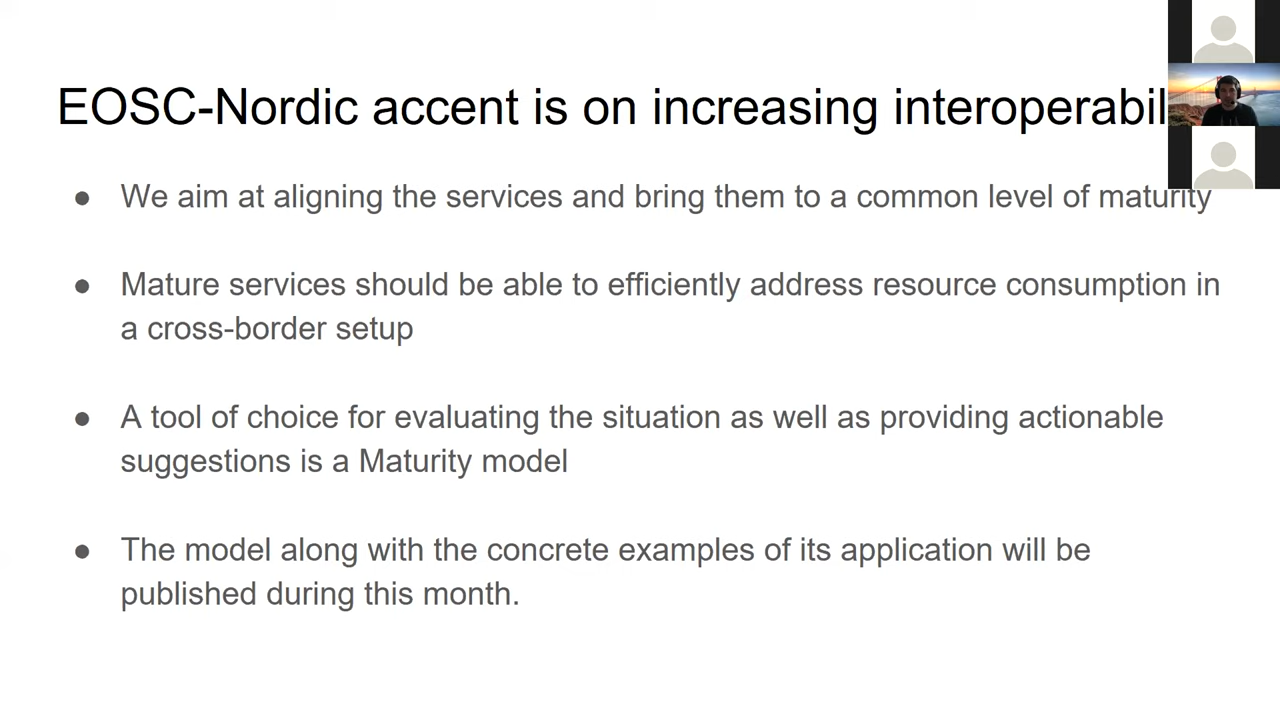 EOSC-Nordic accent is on increasing interoperabil
● We aim at aligning the services and bring them to a common level of maturity
● Mature services should be able to efficiently address resource consumption in
a cross-border setup
● A tool of choice for evaluating the situation as well as providing actionable
suggestions is a Maturity model
● The model along with the concrete examples of its application will be
published during this month.